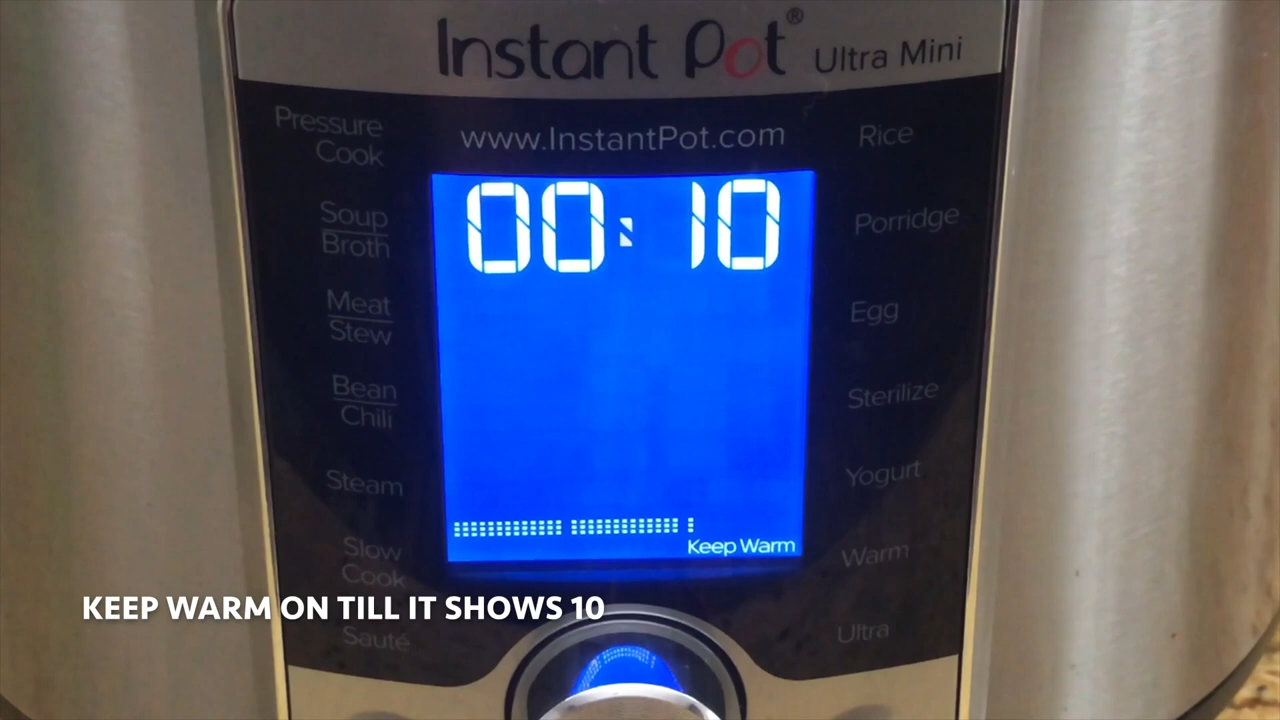 Instant Pot® Ultra Mini
www.InstantPot.com
Pressure
Cook
Soup
Broth
Meat
Stew
Bean
Chili
Steam
Slow
Cook
Sauté
00:10
Keep Warm
Rice
Porridge
Egg
Sterilize
Yogurt
Warm
Ultra
KEEP WARM ON TILL IT SHOWS 10